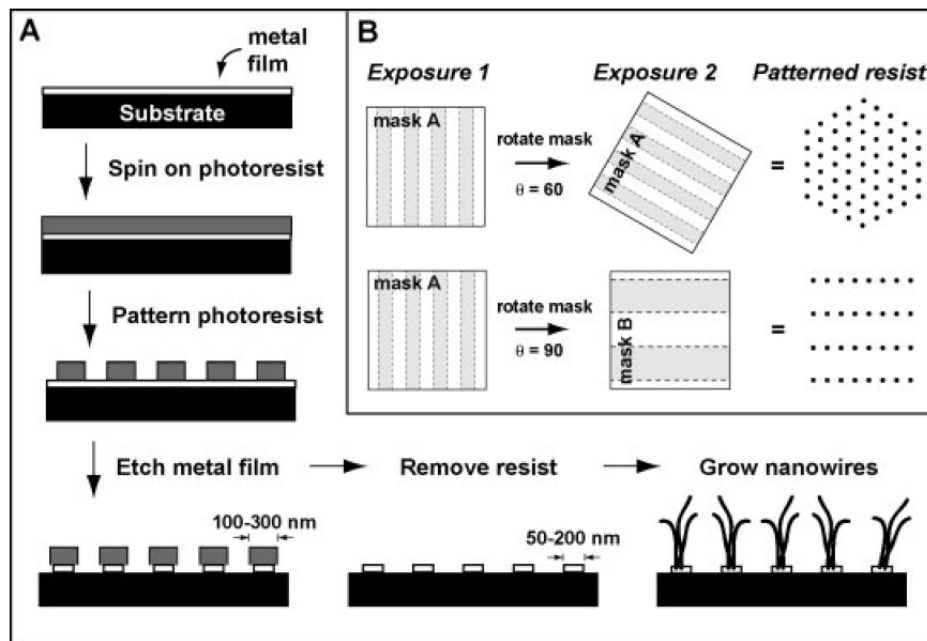 A
metal
film
Substrate
Spin on photoresist
Pattern photoresist
Etch metal film
Remove resist
Grow nanowires
100-300 nm
50-200 nm
B
Exposure 1
Exposure 2
Patterned resist
mask A
rotate mask
θ = 60
mask A
=
mask A
rotate mask
θ = 90
mask B
=